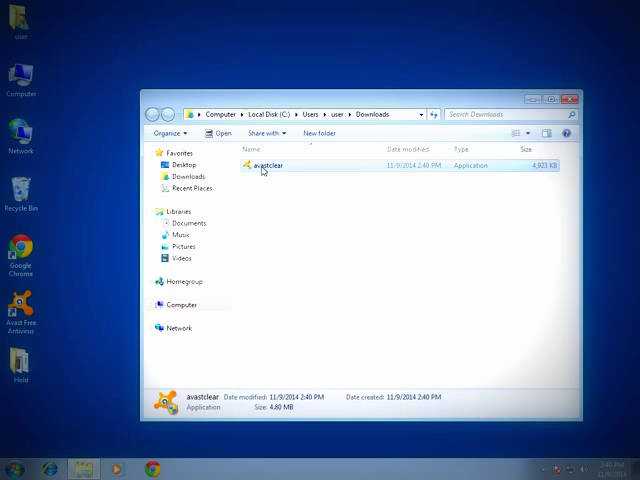 user
Computer
Network
Recycle Bin
Google
Chrome
Avast Free
Antivirus
Computer Local Disk (C:) Users user Downloads
Search Downloads
Organize Open Share with New folder
Name Date modified Type Size
avastclear 11/9/2014 2:40 PM Application 4,923 KB
Favorites
Desktop
Downloads
Recent Places
Libraries
Documents
Music
Pictures
Videos
Homegroup
Computer
Network
avastclear Date modified: 11/9/2014 2:40 PM Date created: 11/9/2014 2:40 PM
Application Size: 4.80 MB
2:40 PM